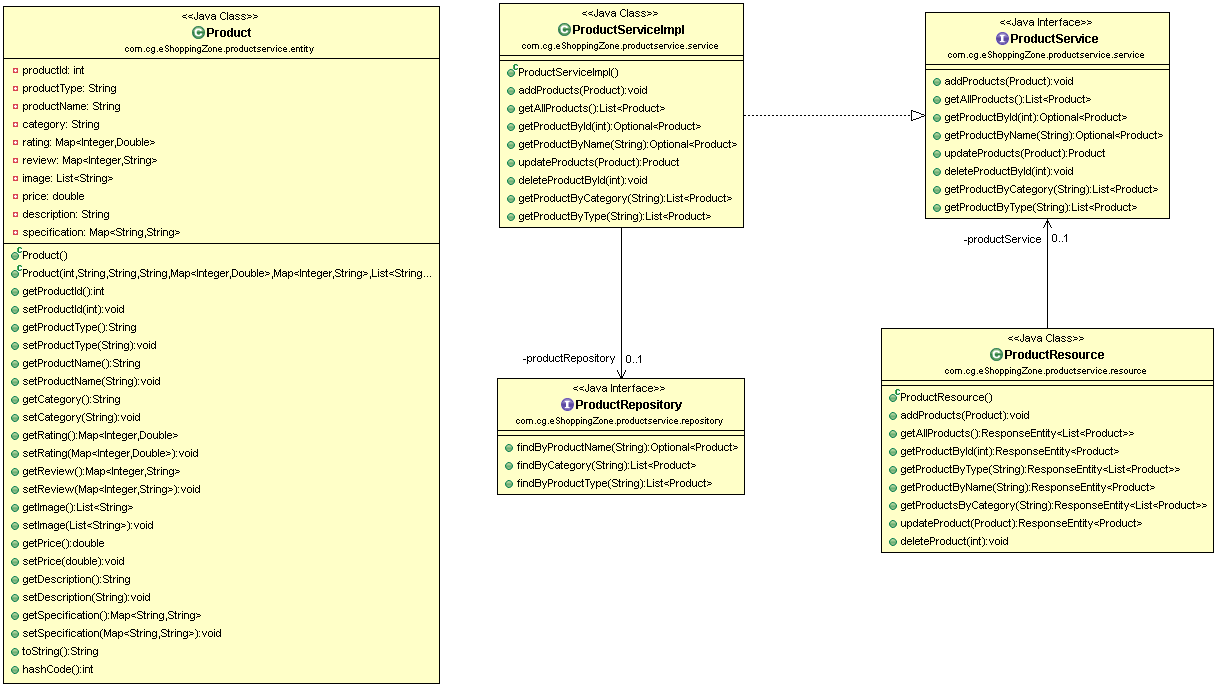 <<Java Class>>
Product
com.cg.eShoppingZone.productservice.entity
productId: int
productType: String
productName: String
category: String
rating: Map<Integer,Double>
review: Map<Integer,String>
image: List<String>
price: double
description: String
specification: Map<String,String>
Product()
Product(int,String,String,String,Map<Integer,Double>,Map<Integer,String>,List<String...
getProductId():int
setProductId(int):void
getProductType():String
setProductType(String):void
getProductName():String
setProductName(String):void
getCategory():String
setCategory(String):void
getRating():Map<Integer,Double>
setRating(Map<Integer,Double>):void
getReview():Map<Integer,String>
setReview(Map<Integer,String>):void
getImage():List<String>
setImage(List<String>):void
getPrice():double
setPrice(double):void
getDescription():String
setDescription(String):void
getSpecification():Map<String,String>
setSpecification(Map<String,String>):void
toString():String
hashCode():int
<<Java Class>>
ProductServiceImpl
com.cg.eShoppingZone.productservice.service
ProductServiceImpl()
addProducts(Product):void
getAllProducts():List<Product>
getProductById(int):Optional<Product>
getProductByName(String):Optional<Product>
updateProducts(Product):Product
deleteProductById(int):void
getProductByCategory(String):List<Product>
getProductByType(String):List<Product>
-productRepository 0..1
<<Java Interface>>
ProductRepository
com.cg.eShoppingZone.productservice.repository
findByProductName(String):Optional<Product>
findByCategory(String):List<Product>
findByProductType(String):List<Product>
<<Java Interface>>
ProductService
com.cg.eShoppingZone.productservice.service
addProducts(Product):void
getAllProducts():List<Product>
getProductById(int):Optional<Product>
getProductByName(String):Optional<Product>
updateProducts(Product):Product
deleteProductById(int):void
getProductByCategory(String):List<Product>
getProductByType(String):List<Product>
-productService 0..1
<<Java Class>>
ProductResource
com.cg.eShoppingZone.productservice.resource
ProductResource()
addProducts(Product):void
getAllProducts():ResponseEntity<List<Product>>
getProductById(int):ResponseEntity<Product>
getProductByType(String):ResponseEntity<List<Product>>
getProductByName(String):ResponseEntity<Product>
getProductsByCategory(String):ResponseEntity<List<Product>>
updateProduct(Product):ResponseEntity<Product>
deleteProduct(int):void